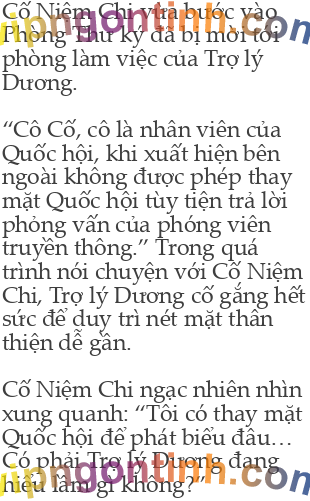 Cố Niệm Chi vừa bước vào
Phòng Thư ký đã bị mời tới
phòng làm việc của Trợ lý
Dương.
“Cô Cố, cô là nhân viên của
Quốc hội, khi xuất hiện bên
ngoài không được phép thay
mặt Quốc hội tùy tiện trả lời
phỏng vấn của phóng viên
truyền thông.” Trong quá
trình nói chuyện với Cố Niệm
Chi, Trợ lý Dương cố gắng hết
sức để duy trì nét mặt thân
thiện dễ gần.
Cố Niệm Chi ngạc nhiên nhìn
xung quanh: “Tôi có thay mặt
Quốc hội để phát biểu đâu…
Có phải Trợ lý Dương đang
hiểu lầm gì không?”
vipngontinh.com
vipngontinh.com